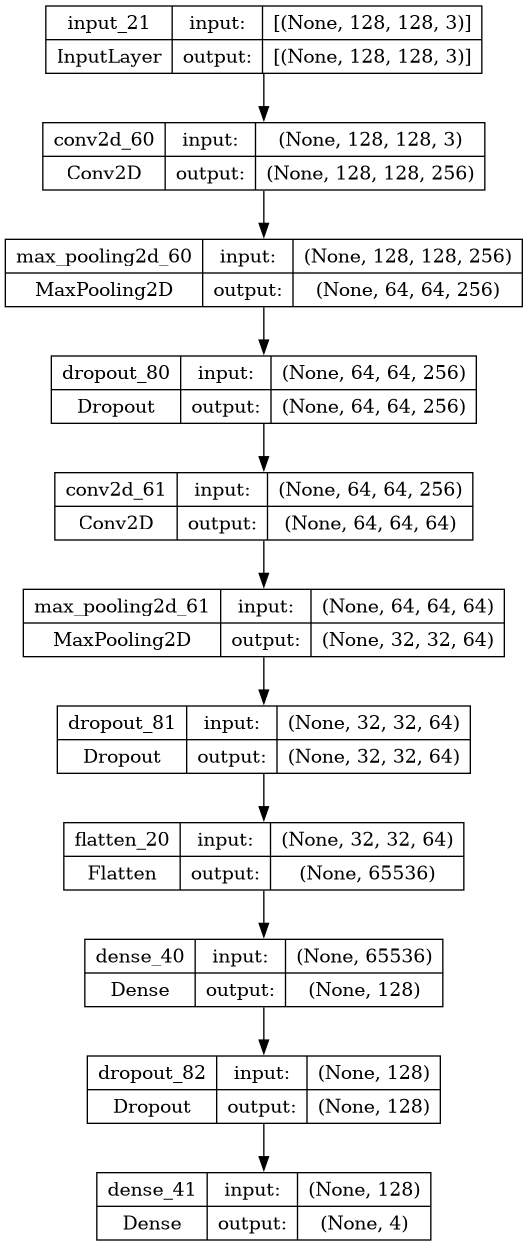 input_21 input: [(None, 128, 128, 3)]
InputLayer output: [(None, 128, 128, 3)]
conv2d_60 input: (None, 128, 128, 3)
Conv2D output: (None, 128, 128, 256)
max_pooling2d_60 input: (None, 128, 128, 256)
MaxPooling2D output: (None, 64, 64, 256)
dropout_80 input: (None, 64, 64, 256)
Dropout output: (None, 64, 64, 256)
conv2d_61 input: (None, 64, 64, 256)
Conv2D output: (None, 64, 64, 64)
max_pooling2d_61 input: (None, 64, 64, 64)
MaxPooling2D output: (None, 32, 32, 64)
dropout_81 input: (None, 32, 32, 64)
Dropout output: (None, 32, 32, 64)
flatten_20 input: (None, 32, 32, 64)
Flatten output: (None, 65536)
dense_40 input: (None, 65536)
Dense output: (None, 128)
dropout_82 input: (None, 128)
Dropout output: (None, 128)
dense_41 input: (None, 128)
Dense output: (None, 4)